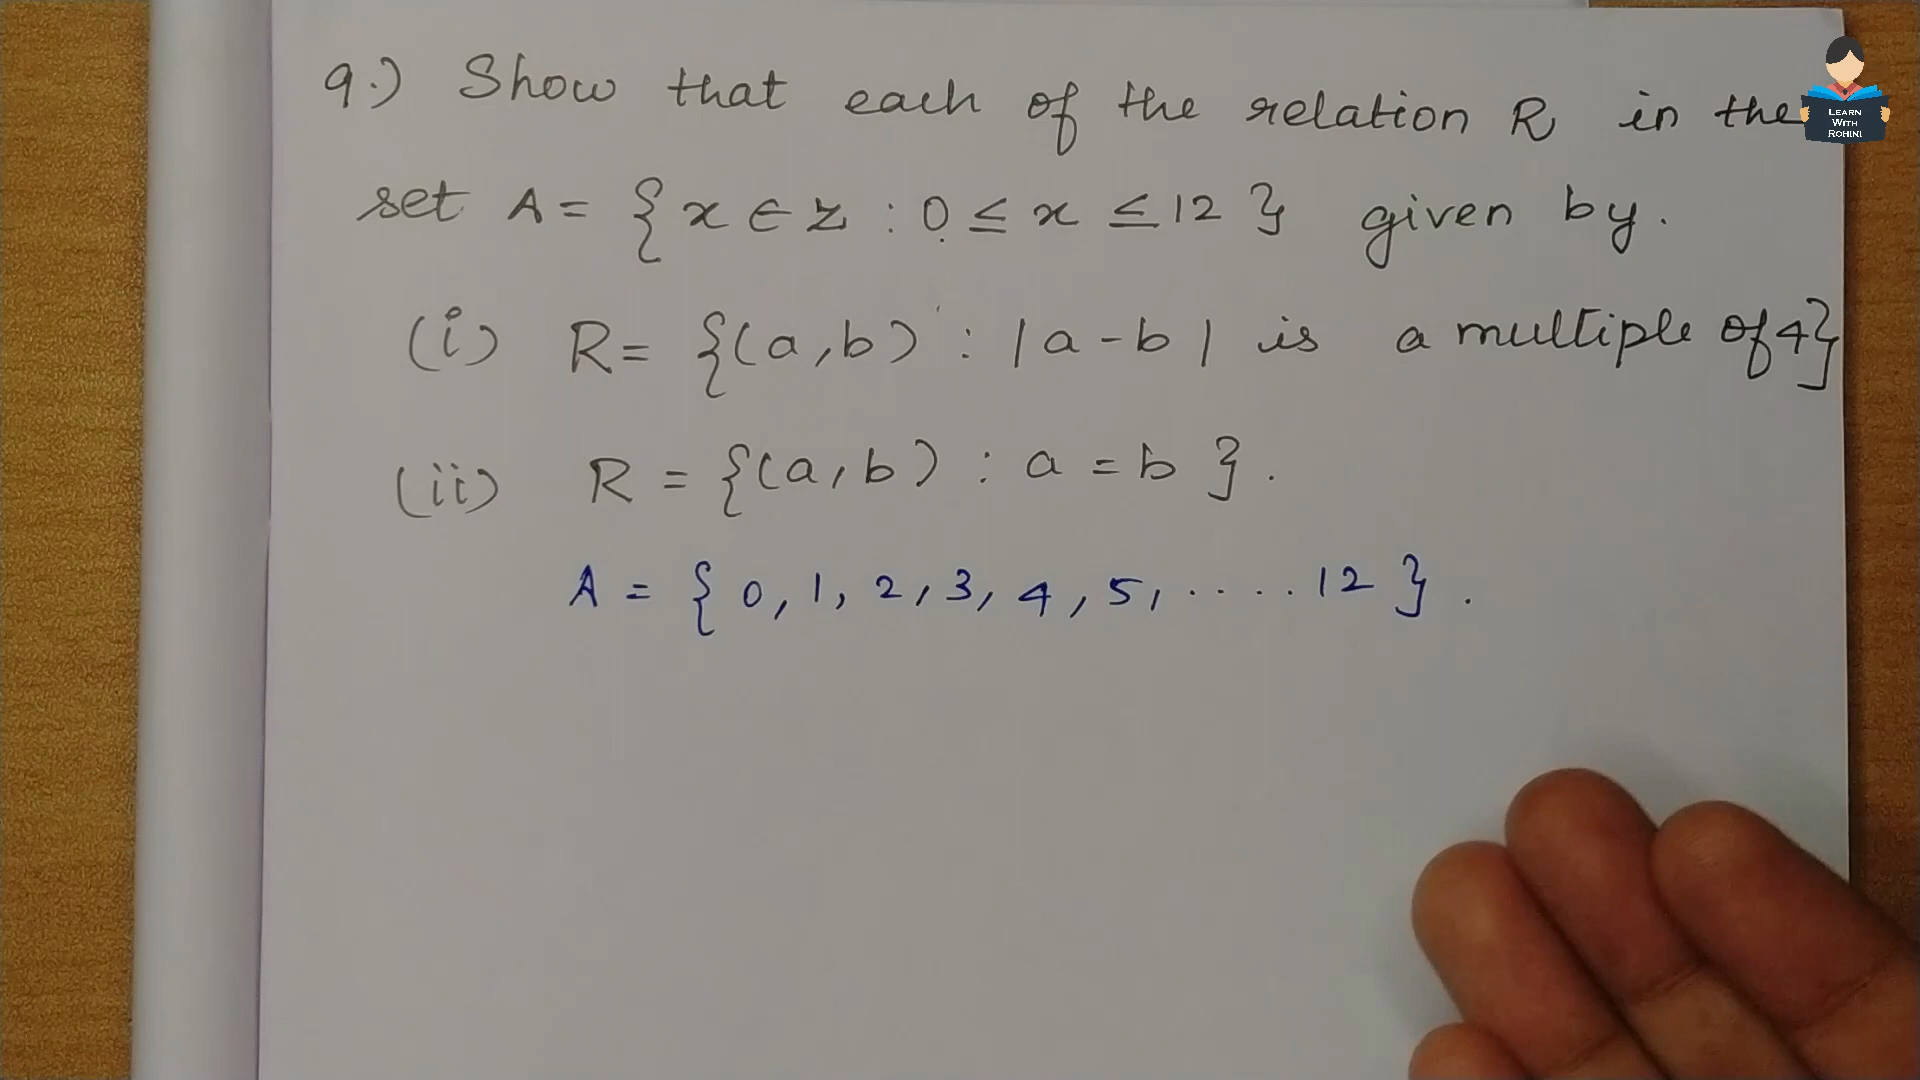 9.) Show that each of the relation R in the
set A = { x ∈ z : 0 ≤ x ≤ 12 } given by.
(i) R = {(a,b) : |a - b| is a multiple of 4}
(ii) R = {(a,b) : a = b }.
A = { 0, 1, 2, 3, 4, 5, .... 12 }.
LEARN
WITH
ROHINI